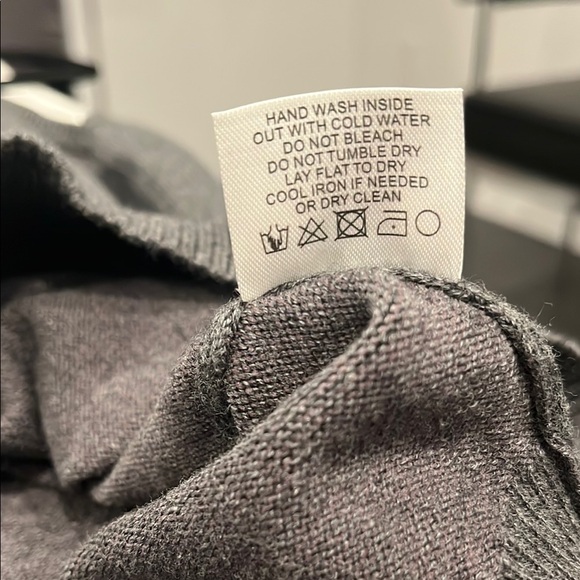 HAND WASH INSIDE
OUT WITH COLD WATER
DO NOT BLEACH
DO NOT TUMBLE DRY
LAY FLAT TO DRY
COOL IRON IF NEEDED
OR DRY CLEAN